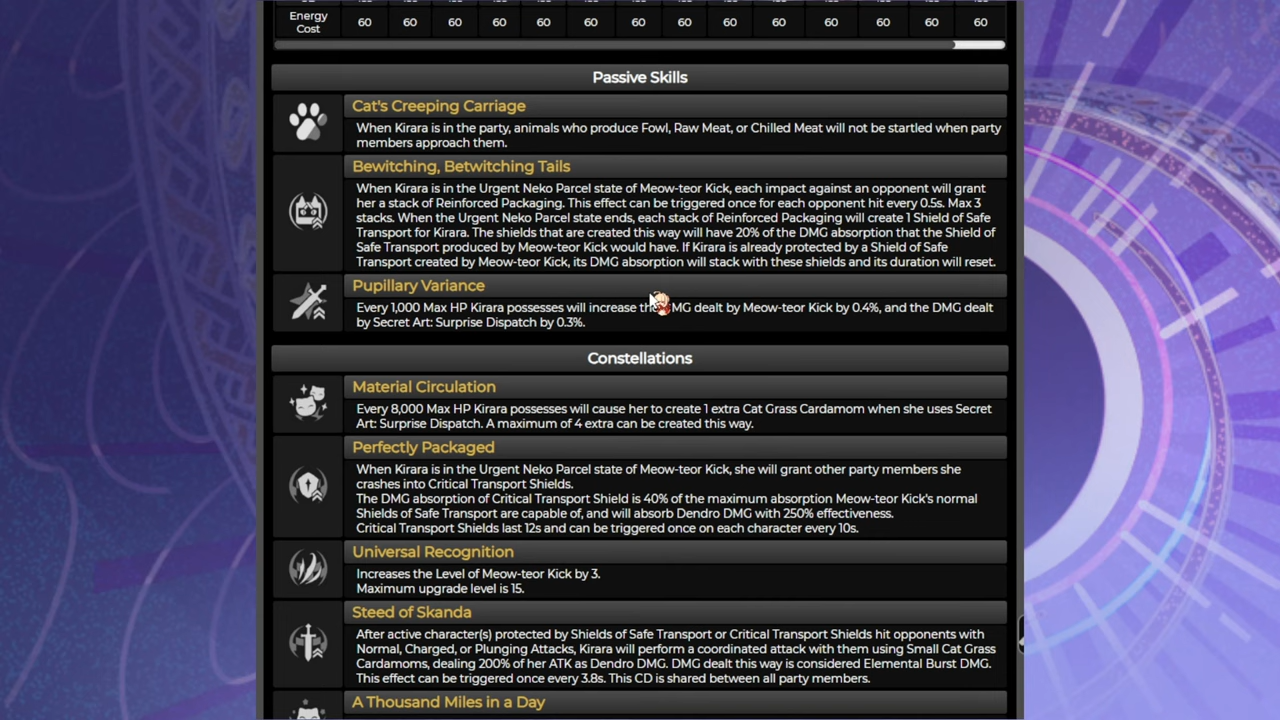 Energy Cost 60 60 60 60 60 60 60 60 60 60 60 60 60 60
Passive Skills
Cat's Creeping Carriage
When Kirara is in the party, animals who produce Fowl, Raw Meat, or Chilled Meat will not be startled when party
members approach them.
Bewitching, Betwitching Tails
When Kirara is in the Urgent Neko Parcel state of Meow-teor Kick, each impact against an opponent will grant
her a stack of Reinforced Packaging. This effect can be triggered once for each opponent hit every 0.5s. Max 3
stacks. When the Urgent Neko Parcel state ends, each stack of Reinforced Packaging will create 1 Shield of Safe
Transport for Kirara. The shields that are created this way will have 20% of the DMG absorption that the Shield of
Safe Transport produced by Meow-teor Kick would have. If Kirara is already protected by a Shield of Safe
Transport created by Meow-teor Kick, its DMG absorption will stack with these shields and its duration will reset.
Pupillary Variance
Every 1,000 Max HP Kirara possesses will increase the DMG dealt by Meow-teor Kick by 0.4%, and the DMG dealt
by Secret Art: Surprise Dispatch by 0.3%.
Constellations
Material Circulation
Every 8,000 Max HP Kirara possesses will cause her to create 1 extra Cat Grass Cardamom when she uses Secret
Art: Surprise Dispatch. A maximum of 4 extra can be created this way.
Perfectly Packaged
When Kirara is in the Urgent Neko Parcel state of Meow-teor Kick, she will grant other party members she
crashes into Critical Transport Shields.
The DMG absorption of Critical Transport Shield is 40% of the maximum absorption Meow-teor Kick's normal
Shields of Safe Transport are capable of, and will absorb Dendro DMG with 250% effectiveness.
Critical Transport Shields last 12s and can be triggered once on each character every 10s.
Universal Recognition
Increases the Level of Meow-teor Kick by 3.
Maximum upgrade level is 15.
Steed of Skanda
After active character(s) protected by Shields of Safe Transport or Critical Transport Shields hit opponents with
Normal, Charged, or Plunging Attacks, Kirara will perform a coordinated attack with them using Small Cat Grass
Cardamoms, dealing 200% of her ATK as Dendro DMG. DMG dealt this way is considered Elemental Burst DMG.
This effect can be triggered once every 3.8s. This CD is shared between all party members.
A Thousand Miles in a Day